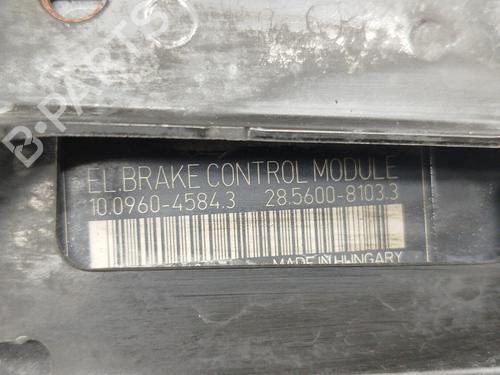 EL.BRAKE CONTROL MODULE
10.0960-4584.3 28.5600-8103.3
MADE IN HUNGARY
B-PARTS